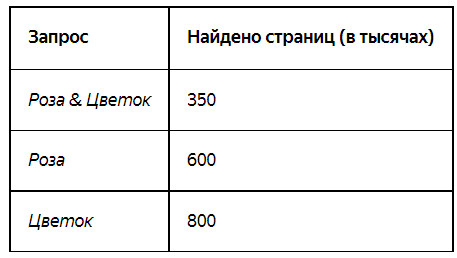 Запрос Найдено страниц (в тысячах)
Роза & Цветок 350
Роза 600
Цветок 800